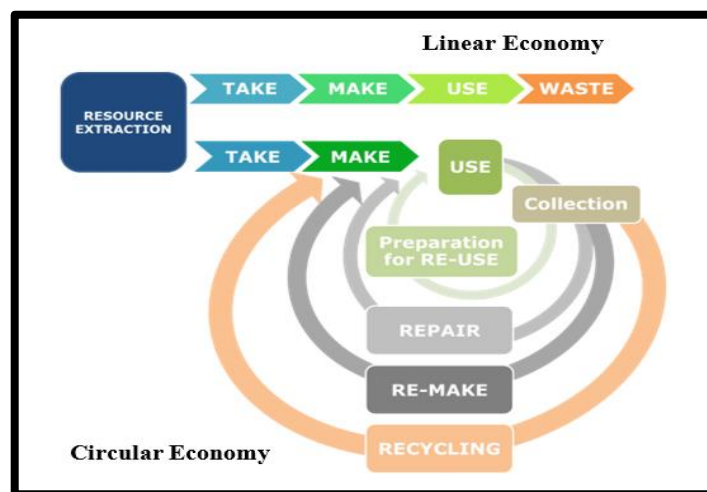 Linear Economy
RESOURCE
EXTRACTION
TAKE MAKE USE WASTE
TAKE MAKE
USE
Collection
Preparation
for RE-USE
REPAIR
RE-MAKE
RECYCLING
Circular Economy